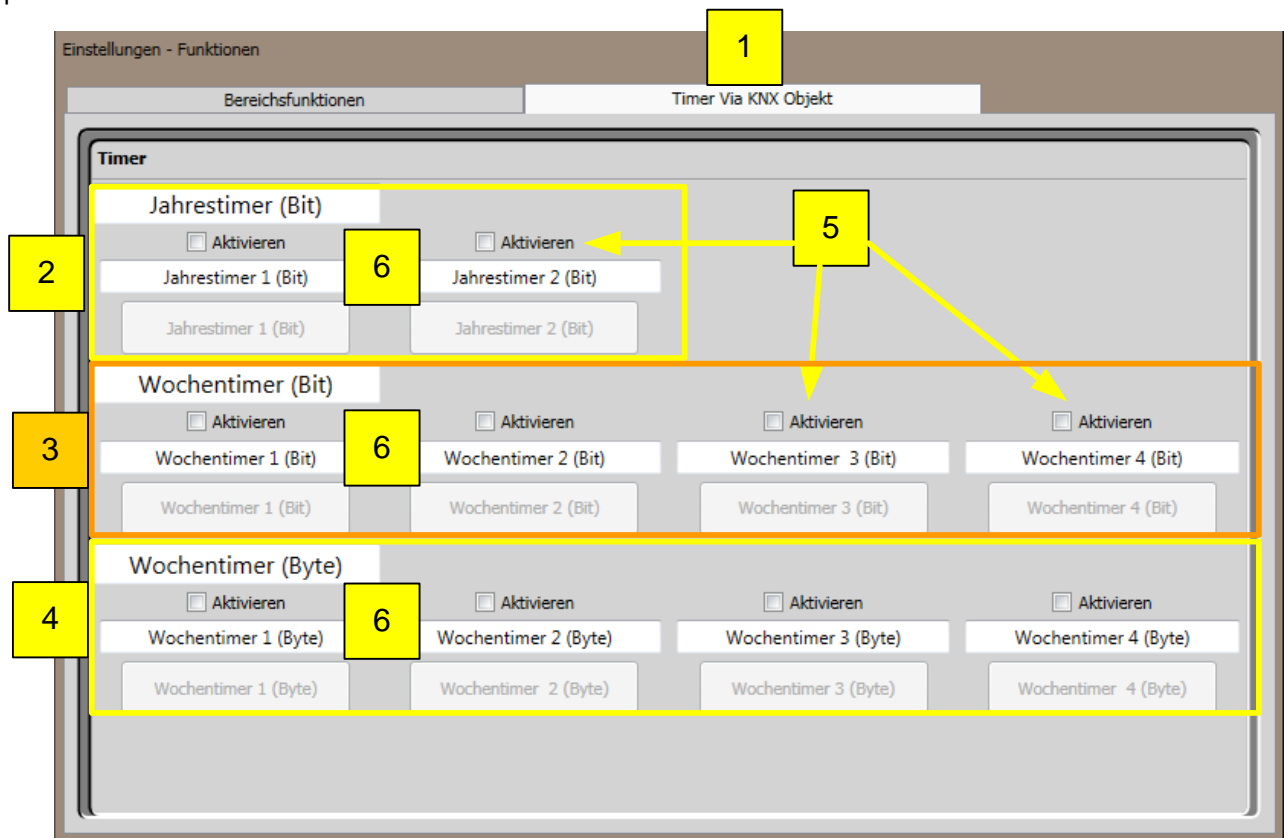 1
Einstellungen - Funktionen
Bereichsfunktionen Timer Via KNX Objekt
Timer
Jahrestimer (Bit)
Aktivieren Aktivieren 5
2 6
Jahrestimer 1 (Bit) Jahrestimer 2 (Bit)
Jahrestimer 1 (Bit) Jahrestimer 2 (Bit)
Wochentimer (Bit)
Aktivieren Aktivieren Aktivieren Aktivieren
3 6
Wochentimer 1 (Bit) Wochentimer 2 (Bit) Wochentimer 3 (Bit) Wochentimer 4 (Bit)
Wochentimer 1 (Bit) Wochentimer 2 (Bit) Wochentimer 3 (Bit) Wochentimer 4 (Bit)
Wochentimer (Byte)
Aktivieren Aktivieren Aktivieren Aktivieren
4 6
Wochentimer 1 (Byte) Wochentimer 2 (Byte) Wochentimer 3 (Byte) Wochentimer 4 (Byte)
Wochentimer 1 (Byte) Wochentimer 2 (Byte) Wochentimer 3 (Byte) Wochentimer 4 (Byte)